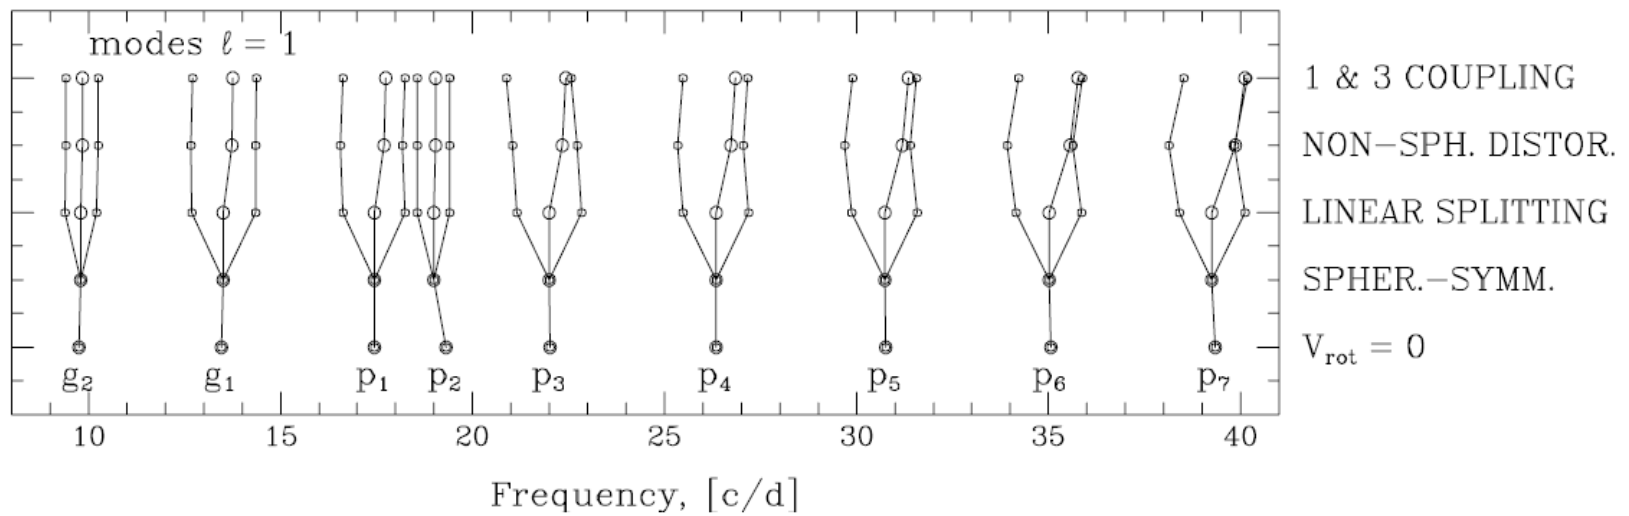 modes ℓ = 1
1 & 3 COUPLING
NON–SPH. DISTOR.
LINEAR SPLITTING
SPHER.–SYMM.
V_rot = 0
g₂ g₁ p₁ p₂ p₃ p₄ p₅ p₆ p₇
10 15 20 25 30 35 40
Frequency, [c/d]